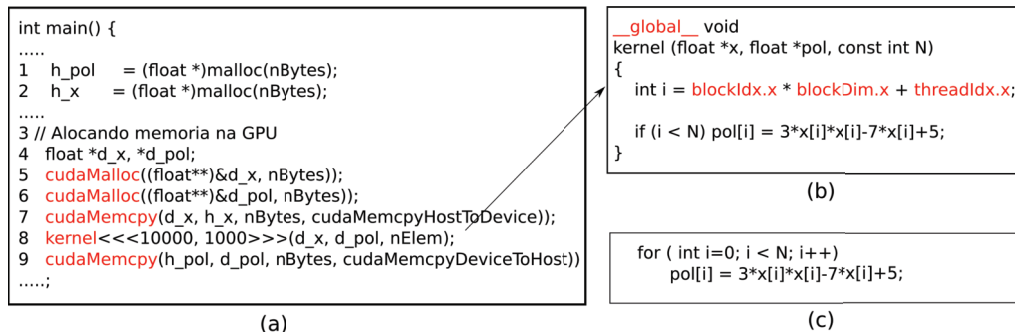 int main() {
.....
1 h_pol = (float *)malloc(nBytes);
2 h_x = (float *)malloc(nBytes);
.....
3 // Alocando memoria na GPU
4 float *d_x, *d_pol;
5 cudaMalloc((float**)&d_x, nBytes));
6 cudaMalloc((float**)&d_pol, nBytes));
7 cudaMemcpy(d_x, h_x, nBytes, cudaMemcpyHostToDevice));
8 kernel<<<10000, 1000>>>(d_x, d_pol, nElem);
9 cudaMemcpy(h_pol, d_pol, nBytes, cudaMemcpyDeviceToHost))
.....;
(a)
__global__ void
kernel (float *x, float *pol, const int N)
{
int i = blockIdx.x * blockDim.x + threadIdx.x;
if (i < N) pol[i] = 3*x[i]*x[i]-7*x[i]+5;
}
(b)
for ( int i=0; i < N; i++)
pol[i] = 3*x[i]*x[i]-7*x[i]+5;
(c)